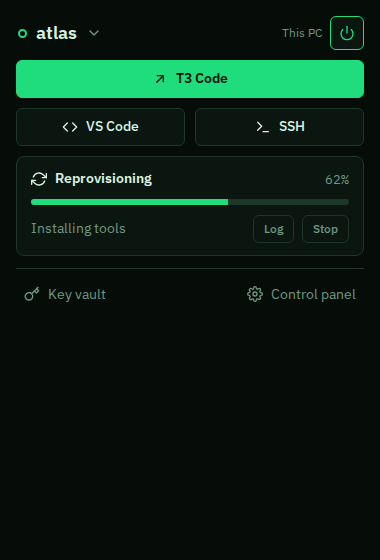 atlas
This PC
T3 Code
VS Code
SSH
Reprovisioning
62%
Installing tools
Log
Stop
Key vault
Control panel